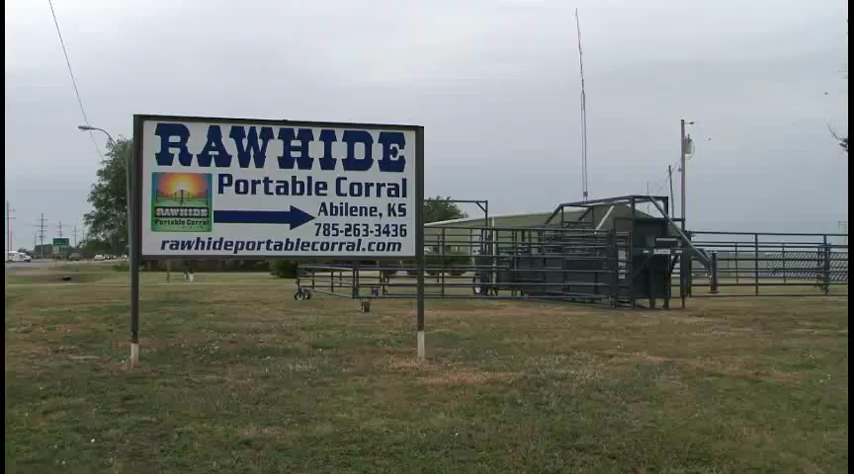 RAWHIDE
Portable Corral
Abilene, KS
785-263-3436
rawhideportablecorral.com
RAWHIDE
Portable Corral